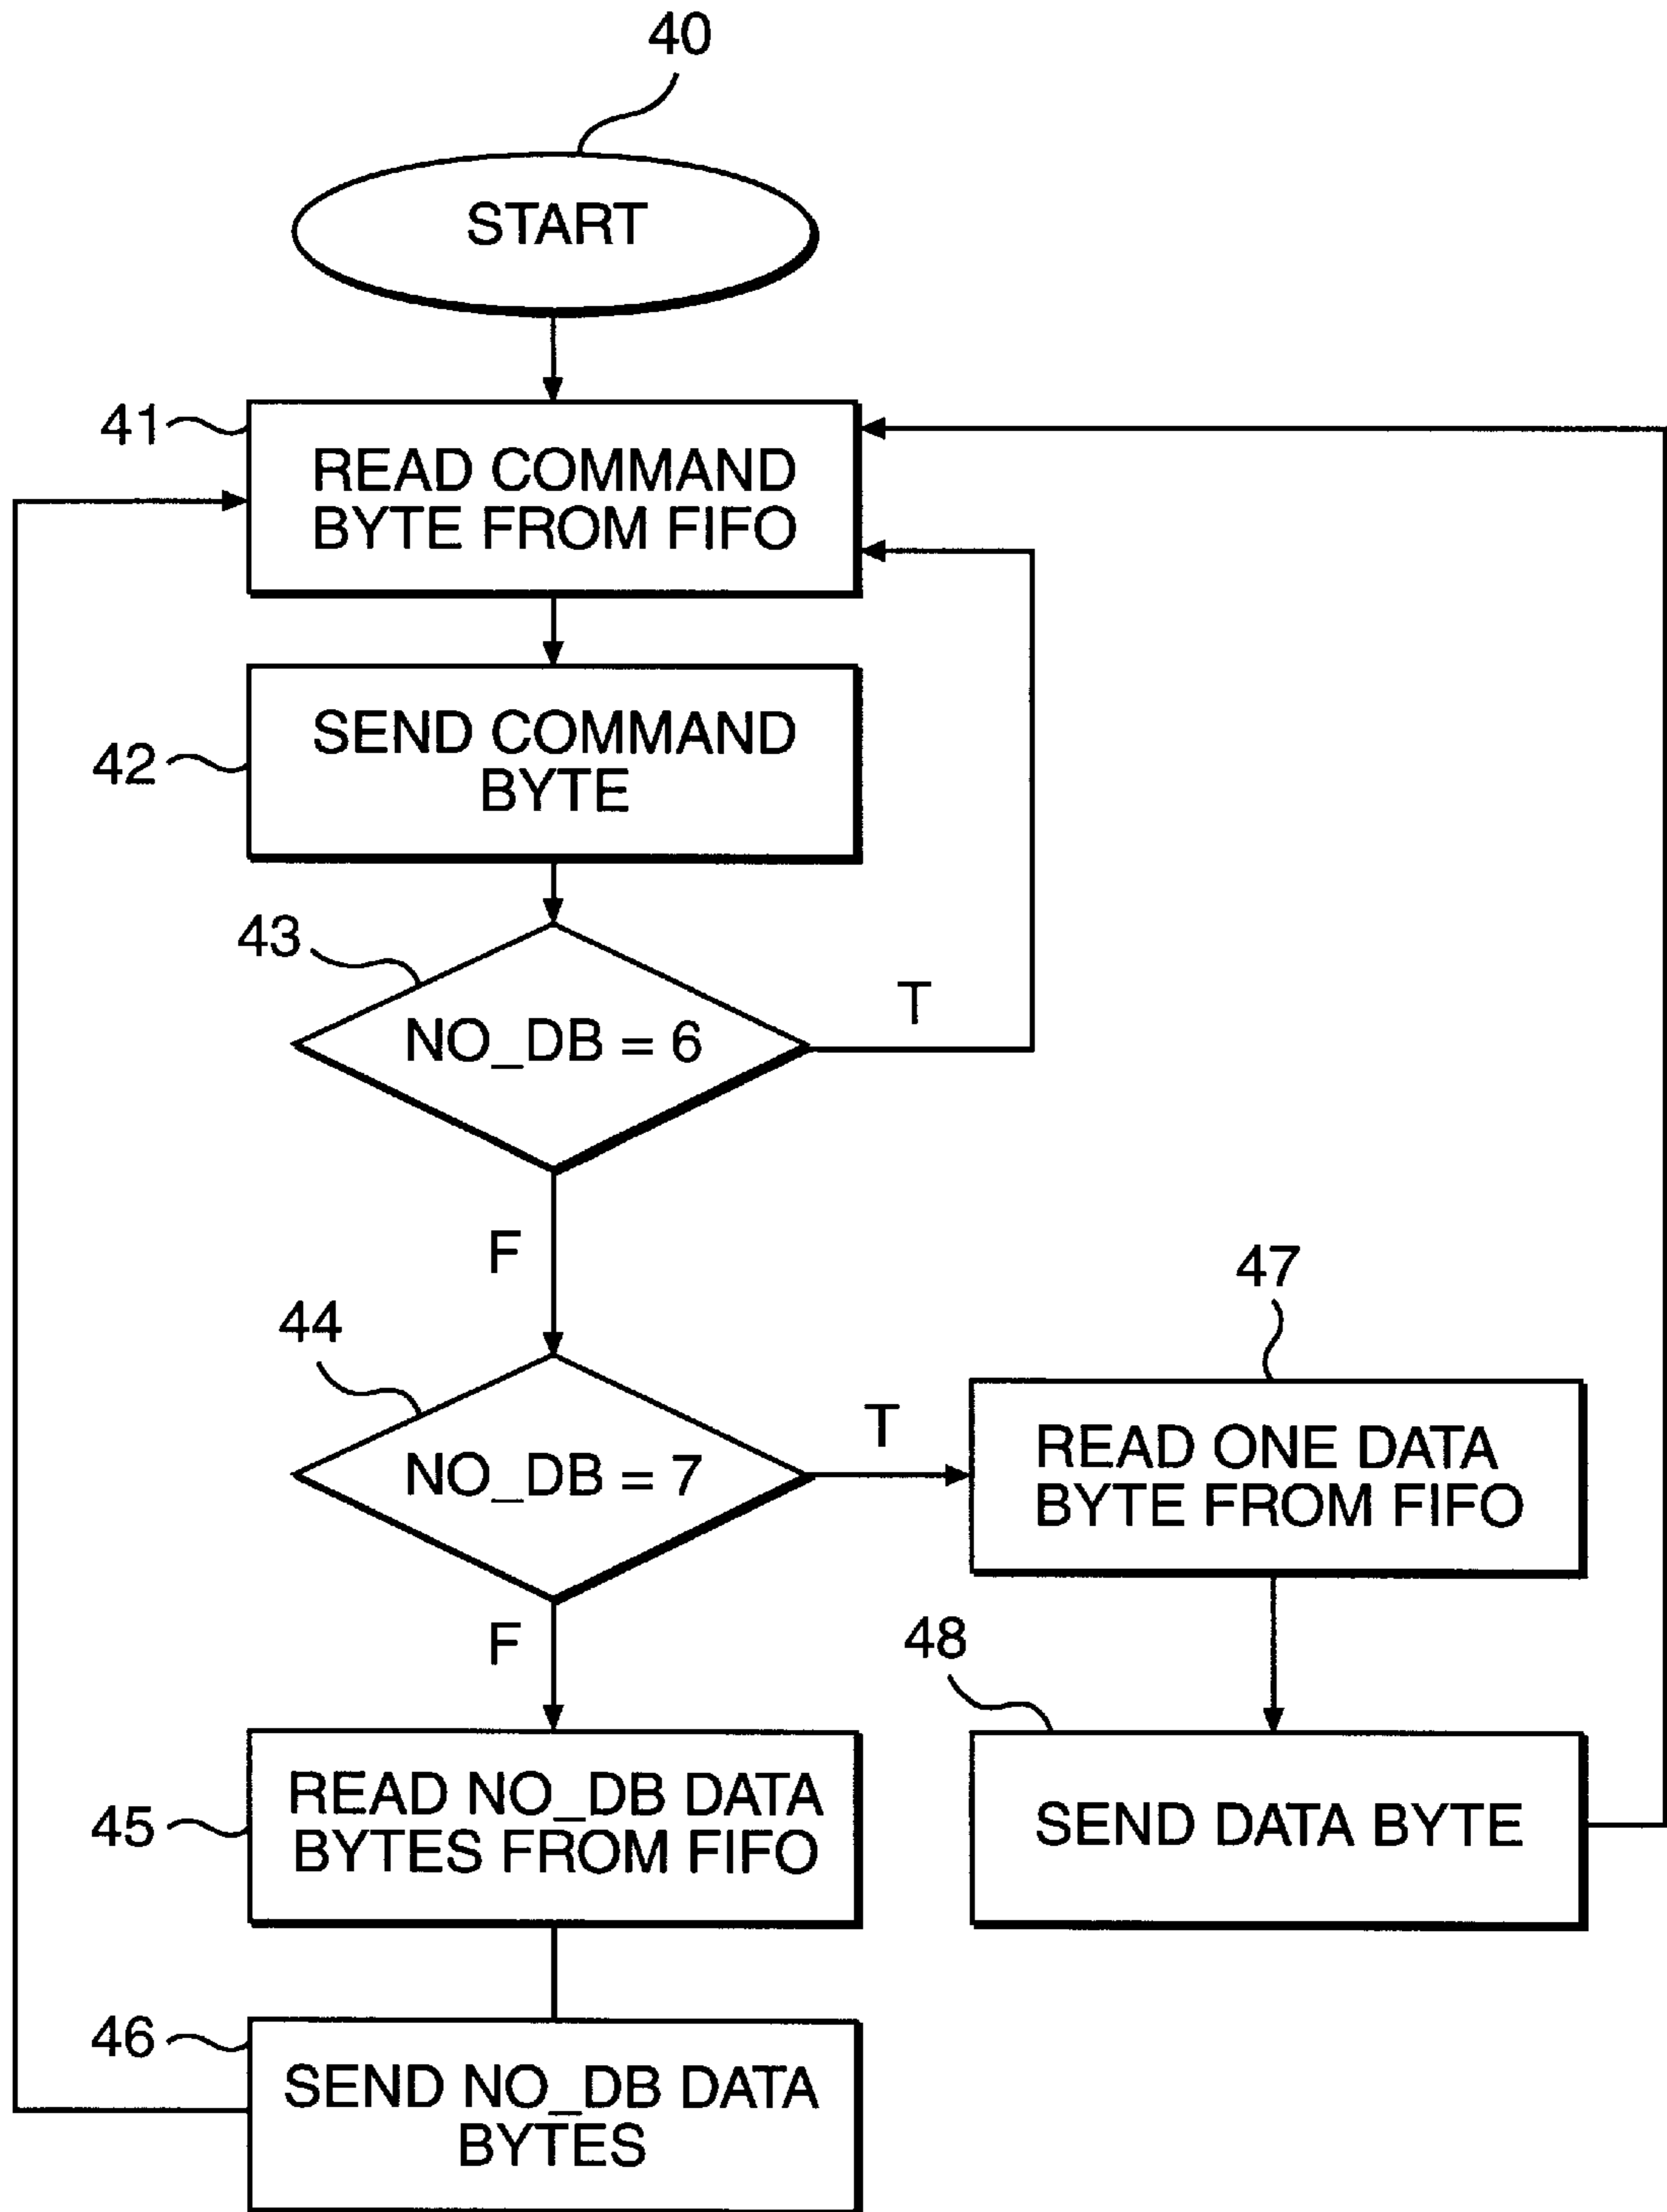 40
START
41
READ COMMAND
BYTE FROM FIFO
42
SEND COMMAND
BYTE
43
NO_DB = 6
T
F
44
NO_DB = 7
T
47
READ ONE DATA
BYTE FROM FIFO
F
48
SEND DATA BYTE
45
READ NO_DB DATA
BYTES FROM FIFO
46
SEND NO_DB DATA
BYTES